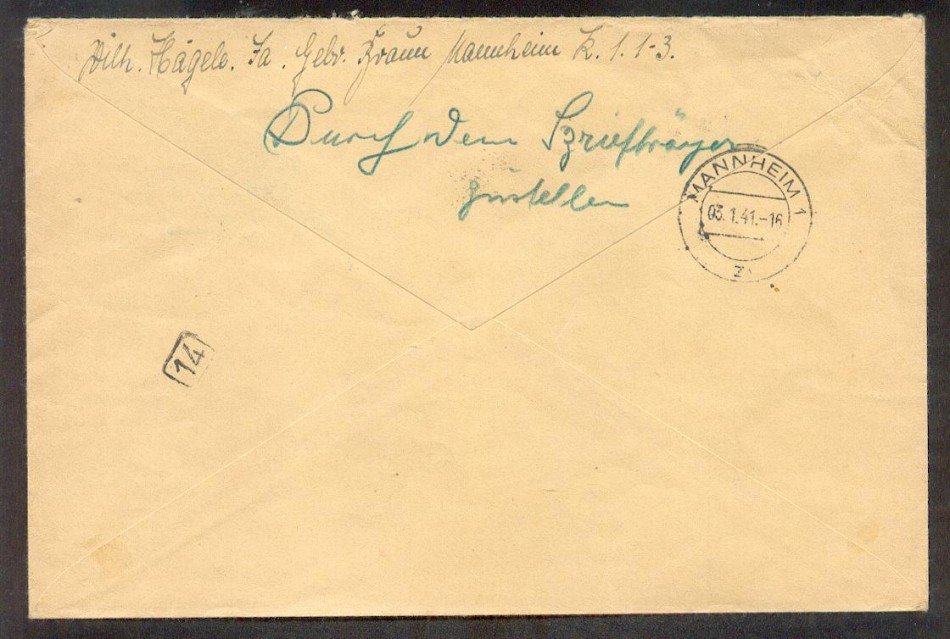 Wilh. Hägele. Fa. Gebr. Braun Mannheim K. 1. 1-3.
Durch den Briefträger
zustellen
MANNHEIM 1
03.1.41.-16
z
14